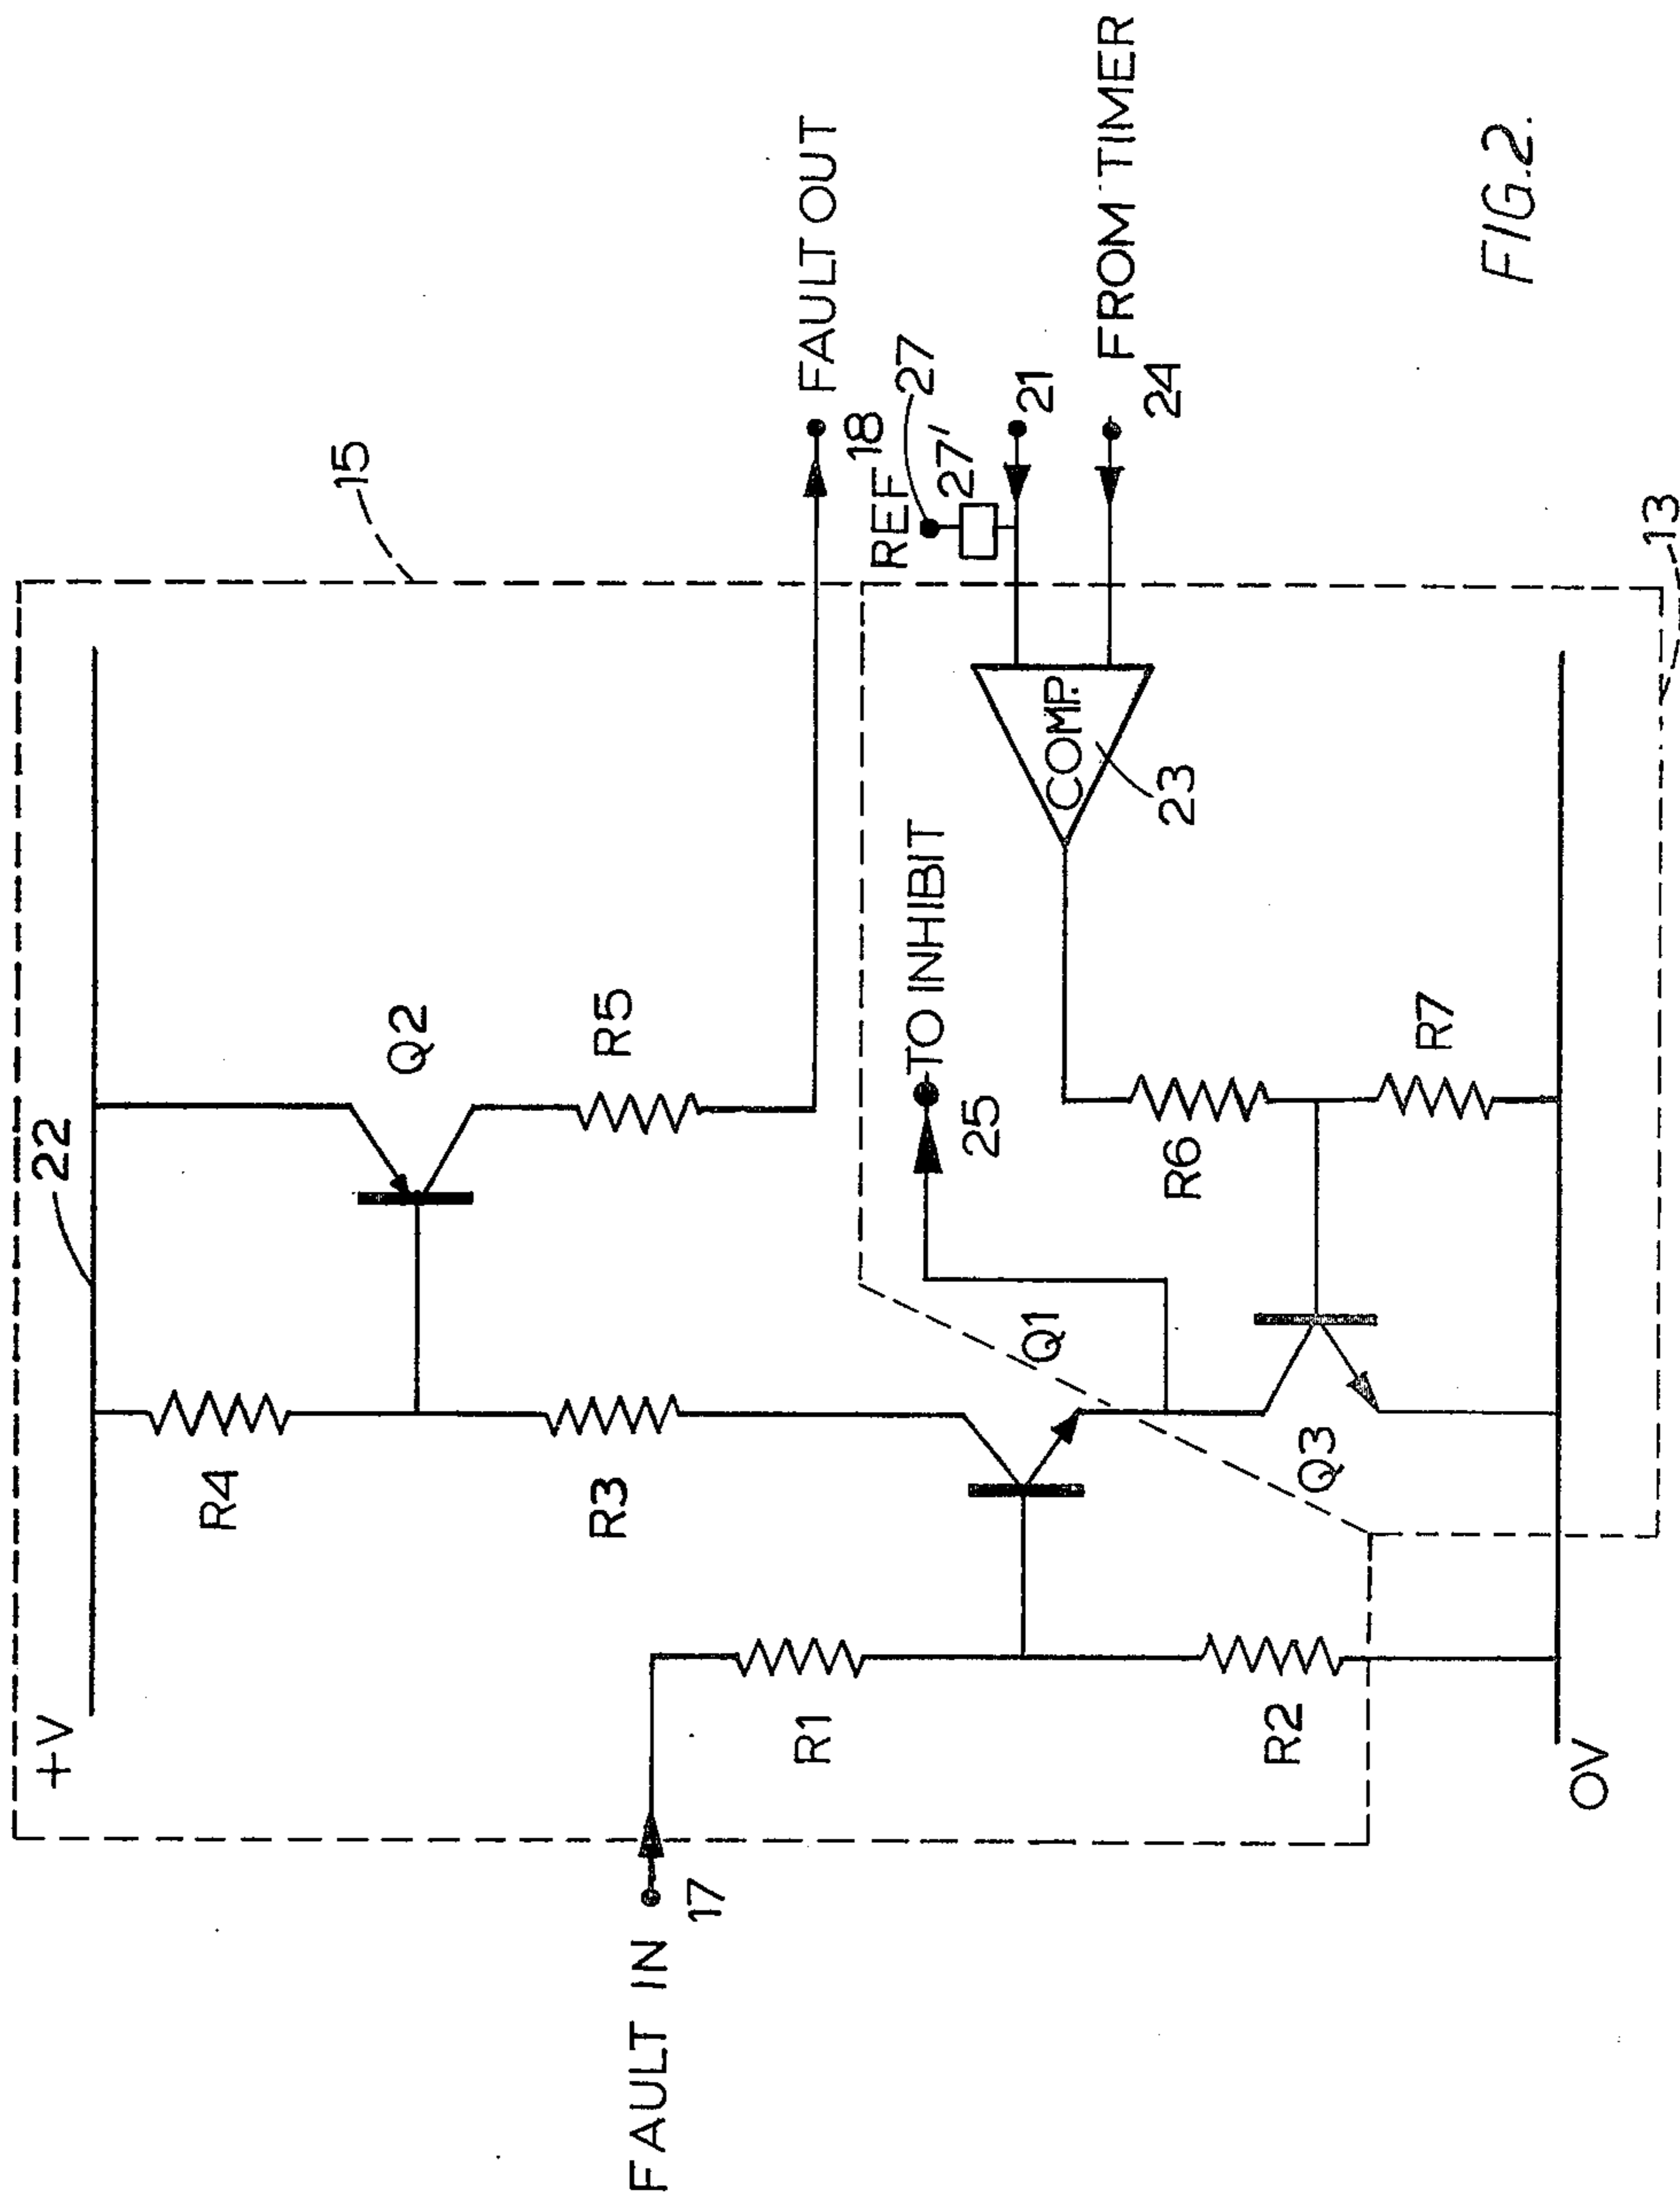 +V
22
15
R4
Q2
R3
R5
FAULT IN
17
FAULT OUT
18
REF
27
27'
R1
Q1
25
TO INHIBIT
21
COMP.
23
24
FROM TIMER
R2
Q3
R6
R7
0V
13
FIG.2.